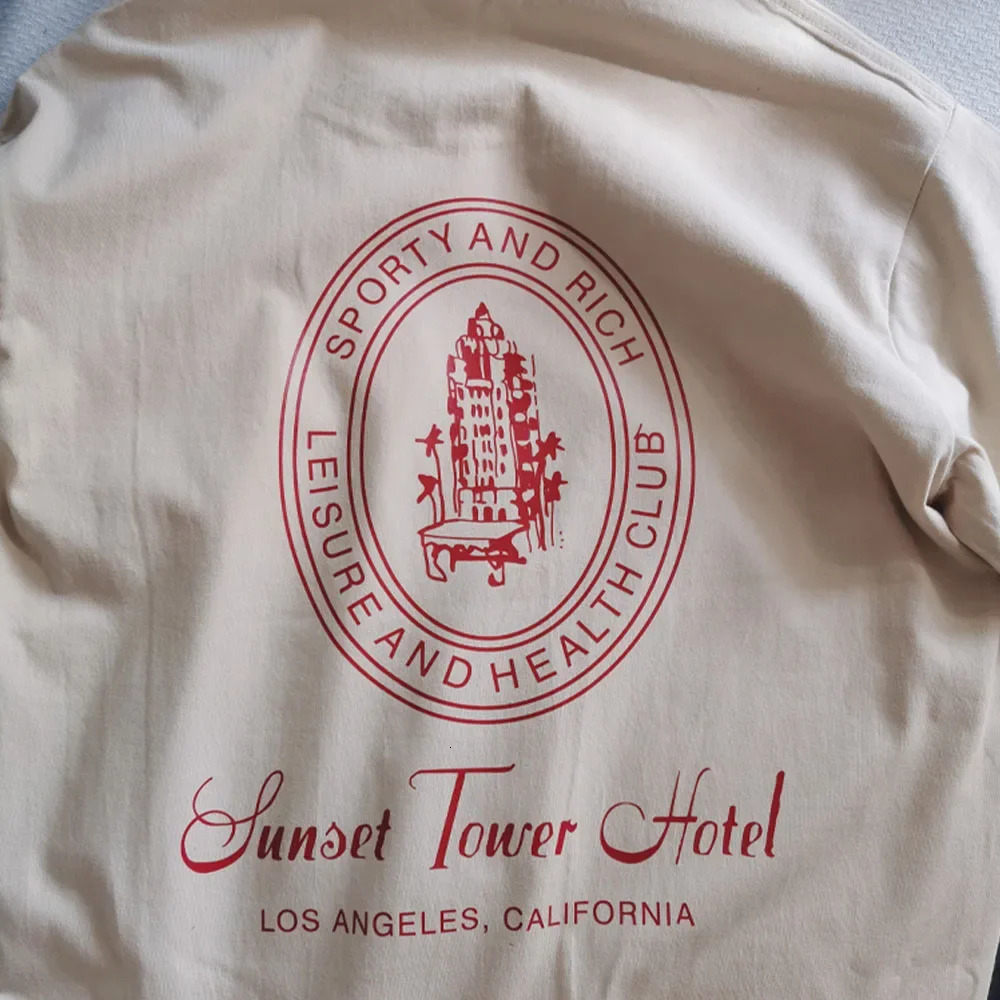 SPORTY AND RICH
LEISURE AND HEALTH CLUB
Sunset Tower Hotel
LOS ANGELES, CALIFORNIA